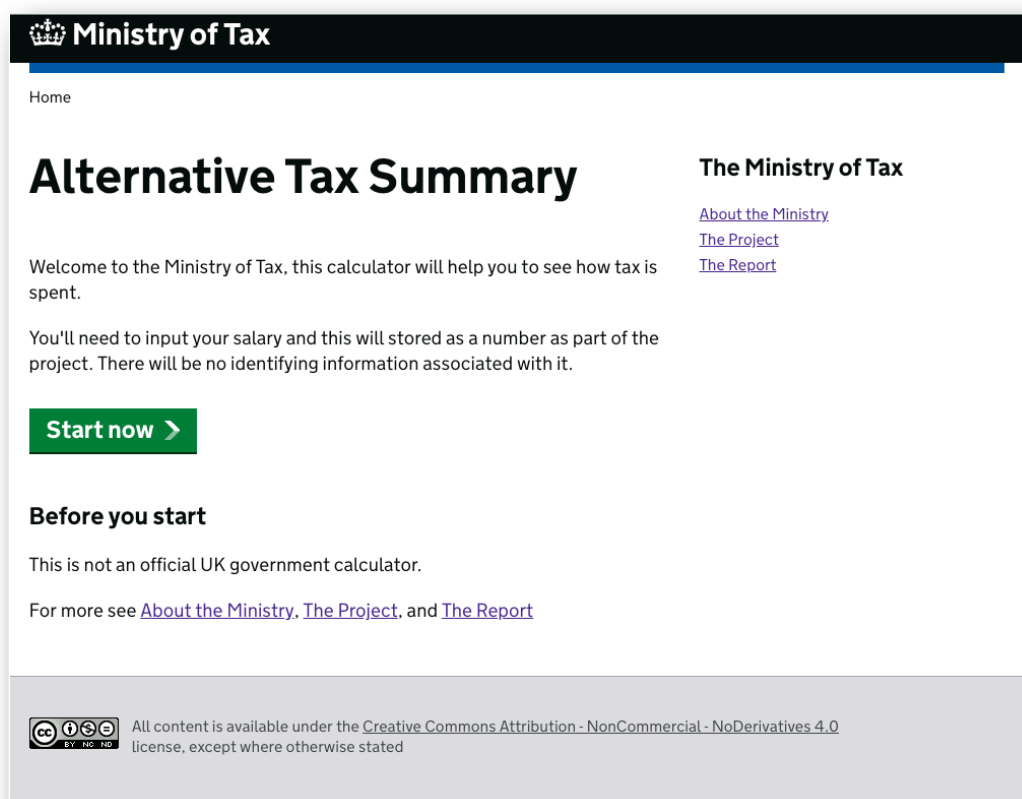 Ministry of Tax
Home
Alternative Tax Summary
Welcome to the Ministry of Tax, this calculator will help you to see how tax is
spent.
You'll need to input your salary and this will stored as a number as part of the
project. There will be no identifying information associated with it.
Start now
Before you start
This is not an official UK government calculator.
For more see About the Ministry, The Project, and The Report
The Ministry of Tax
About the Ministry
The Project
The Report
cc
BY NC ND
All content is available under the Creative Commons Attribution - NonCommercial - NoDerivatives 4.0
license, except where otherwise stated